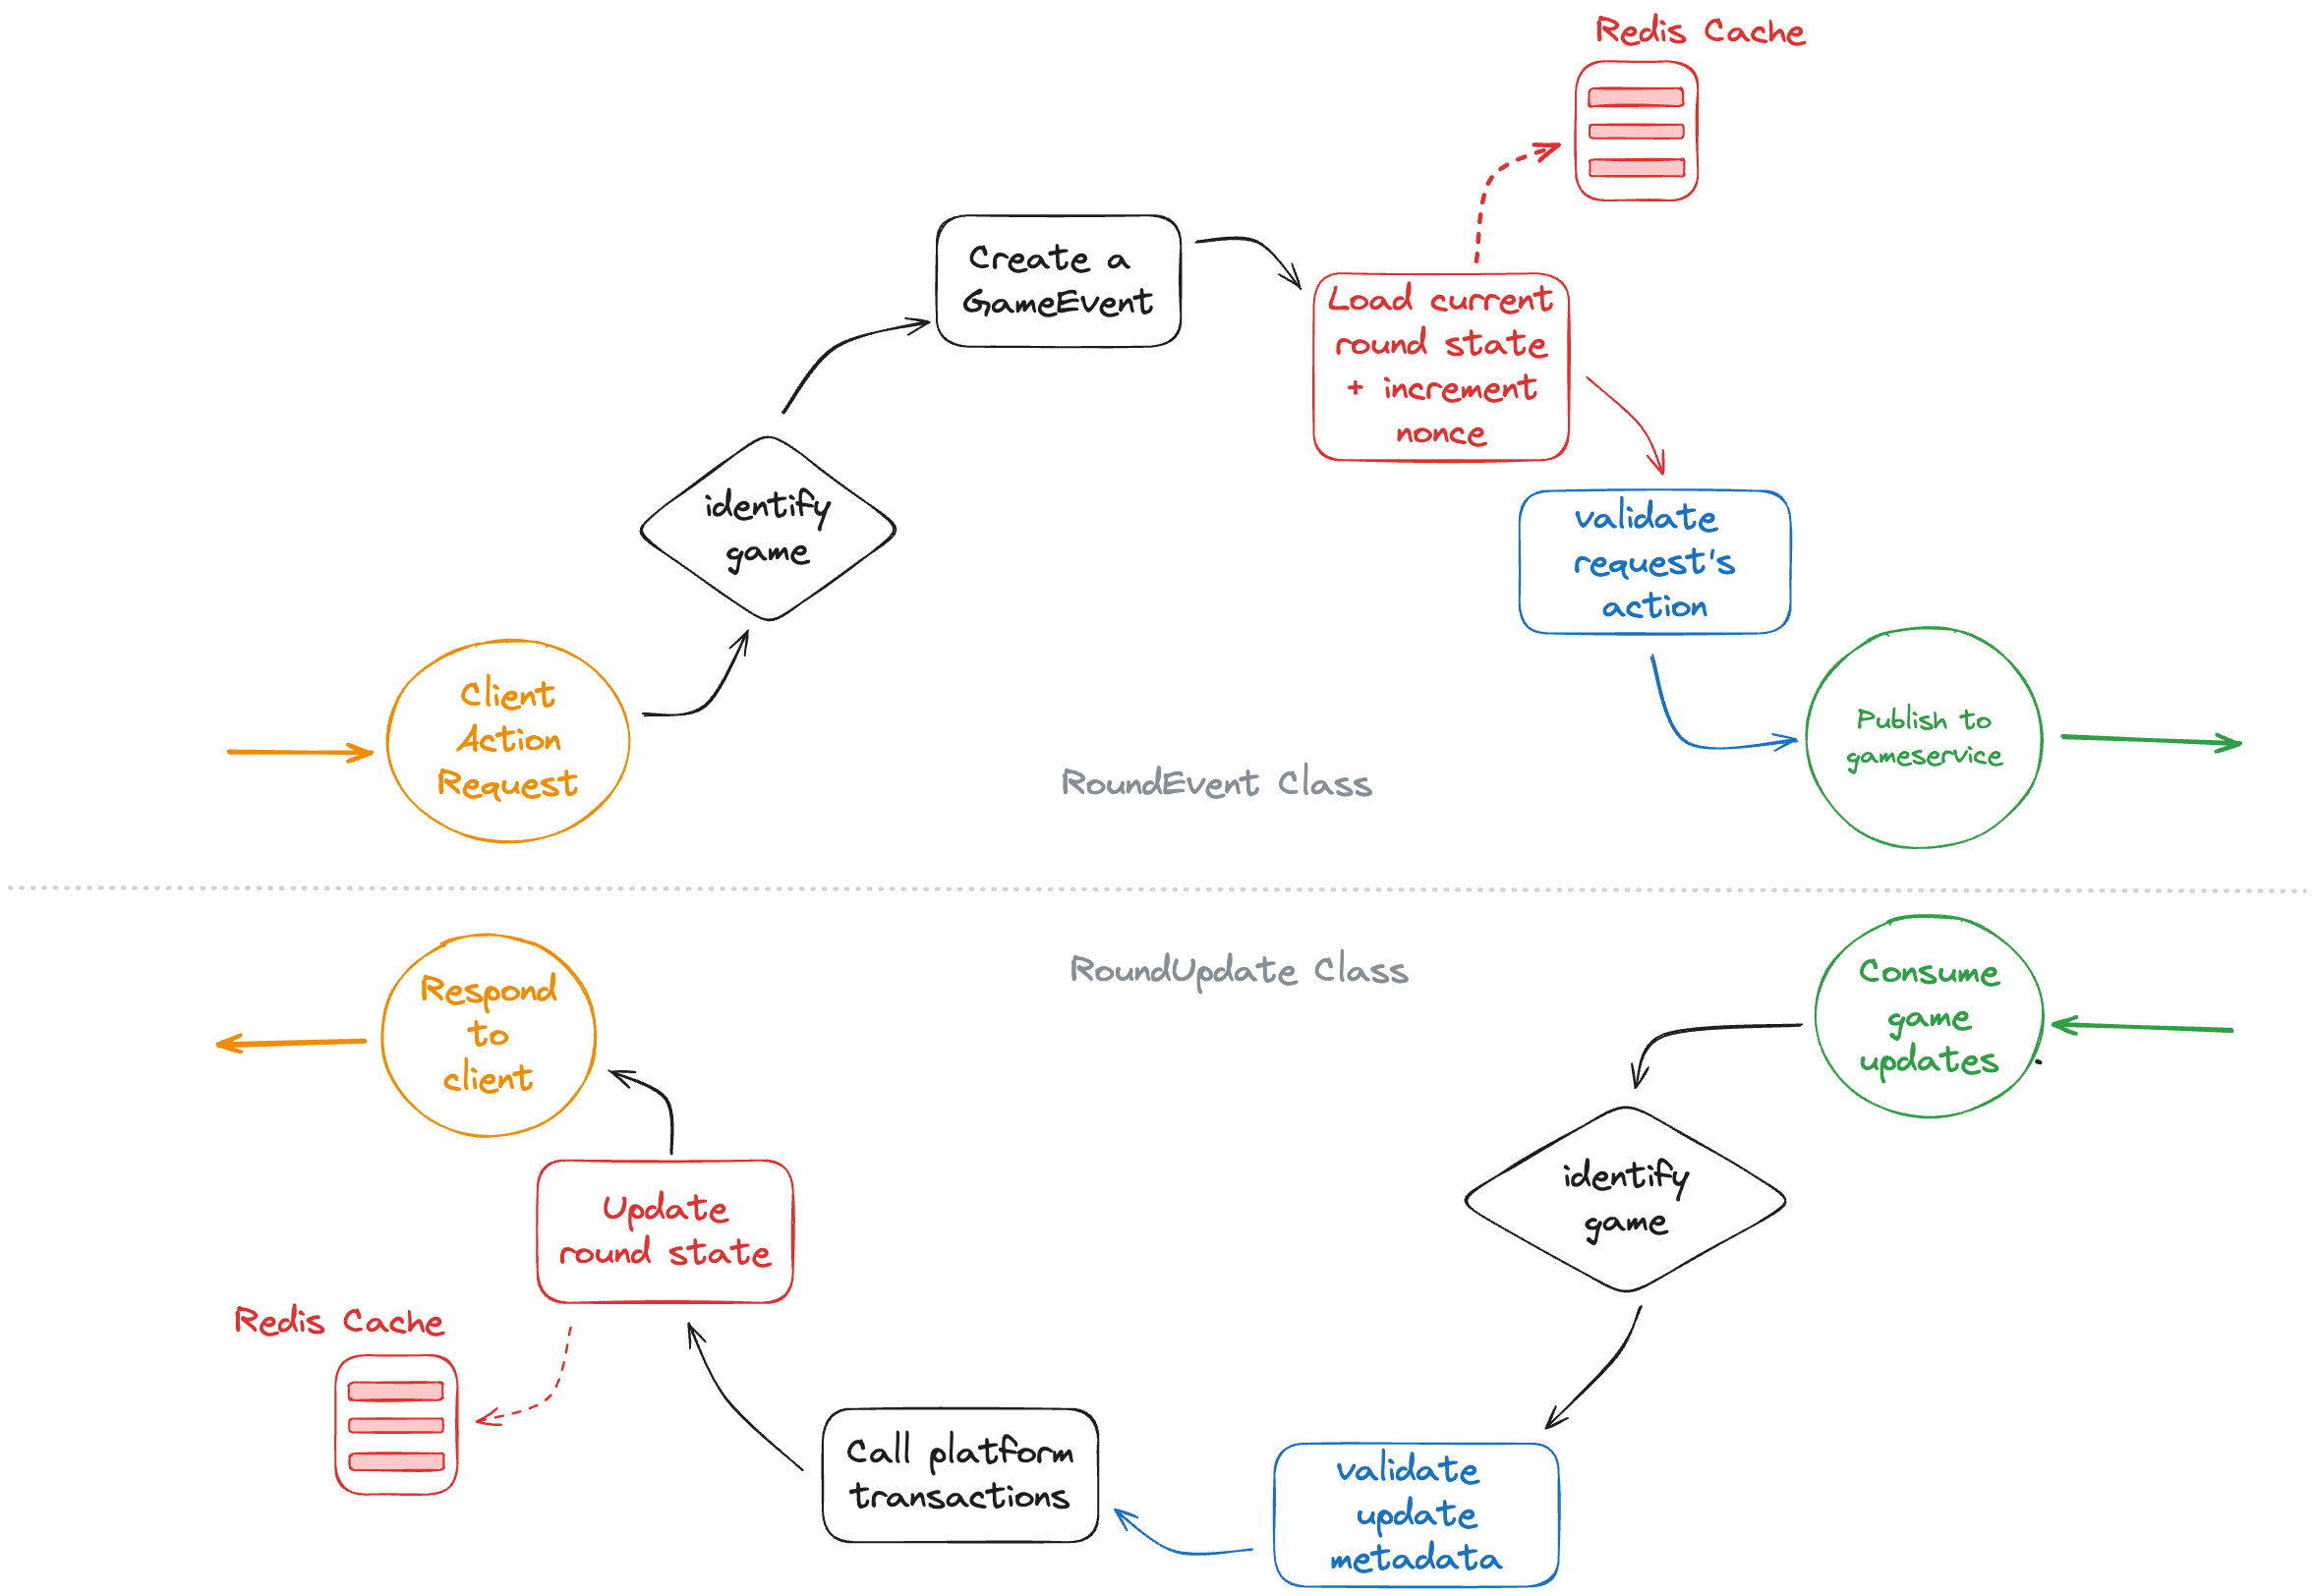 Redis Cache
Create a
GameEvent
Load current
round state
+ increment
nonce
identify
game
validate
request's
action
Client
Action
Request
Publish to
gameservice
RoundEvent Class
RoundUpdate Class
Consume
game
updates
Respond
to
client
identify
game
Update
round state
Redis Cache
Call platform
transactions
validate
update
metadata